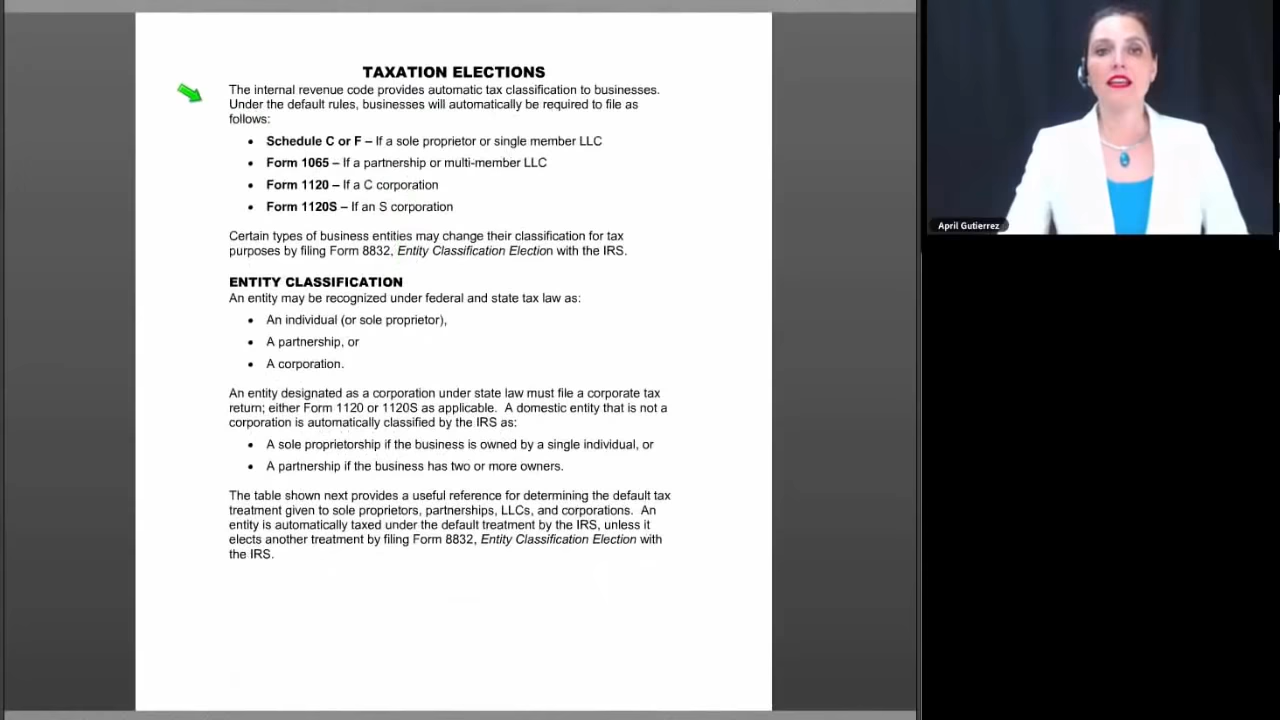 TAXATION ELECTIONS
The internal revenue code provides automatic tax classification to businesses.
Under the default rules, businesses will automatically be required to file as
follows:
• Schedule C or F – If a sole proprietor or single member LLC
• Form 1065 – If a partnership or multi-member LLC
• Form 1120 – If a C corporation
• Form 1120S – If an S corporation
Certain types of business entities may change their classification for tax
purposes by filing Form 8832, Entity Classification Election with the IRS.
ENTITY CLASSIFICATION
An entity may be recognized under federal and state tax law as:
• An individual (or sole proprietor),
• A partnership, or
• A corporation.
An entity designated as a corporation under state law must file a corporate tax
return; either Form 1120 or 1120S as applicable. A domestic entity that is not a
corporation is automatically classified by the IRS as:
• A sole proprietorship if the business is owned by a single individual, or
• A partnership if the business has two or more owners.
The table shown next provides a useful reference for determining the default tax
treatment given to sole proprietors, partnerships, LLCs, and corporations. An
entity is automatically taxed under the default treatment by the IRS, unless it
elects another treatment by filing Form 8832, Entity Classification Election with
the IRS.
April Gutierrez